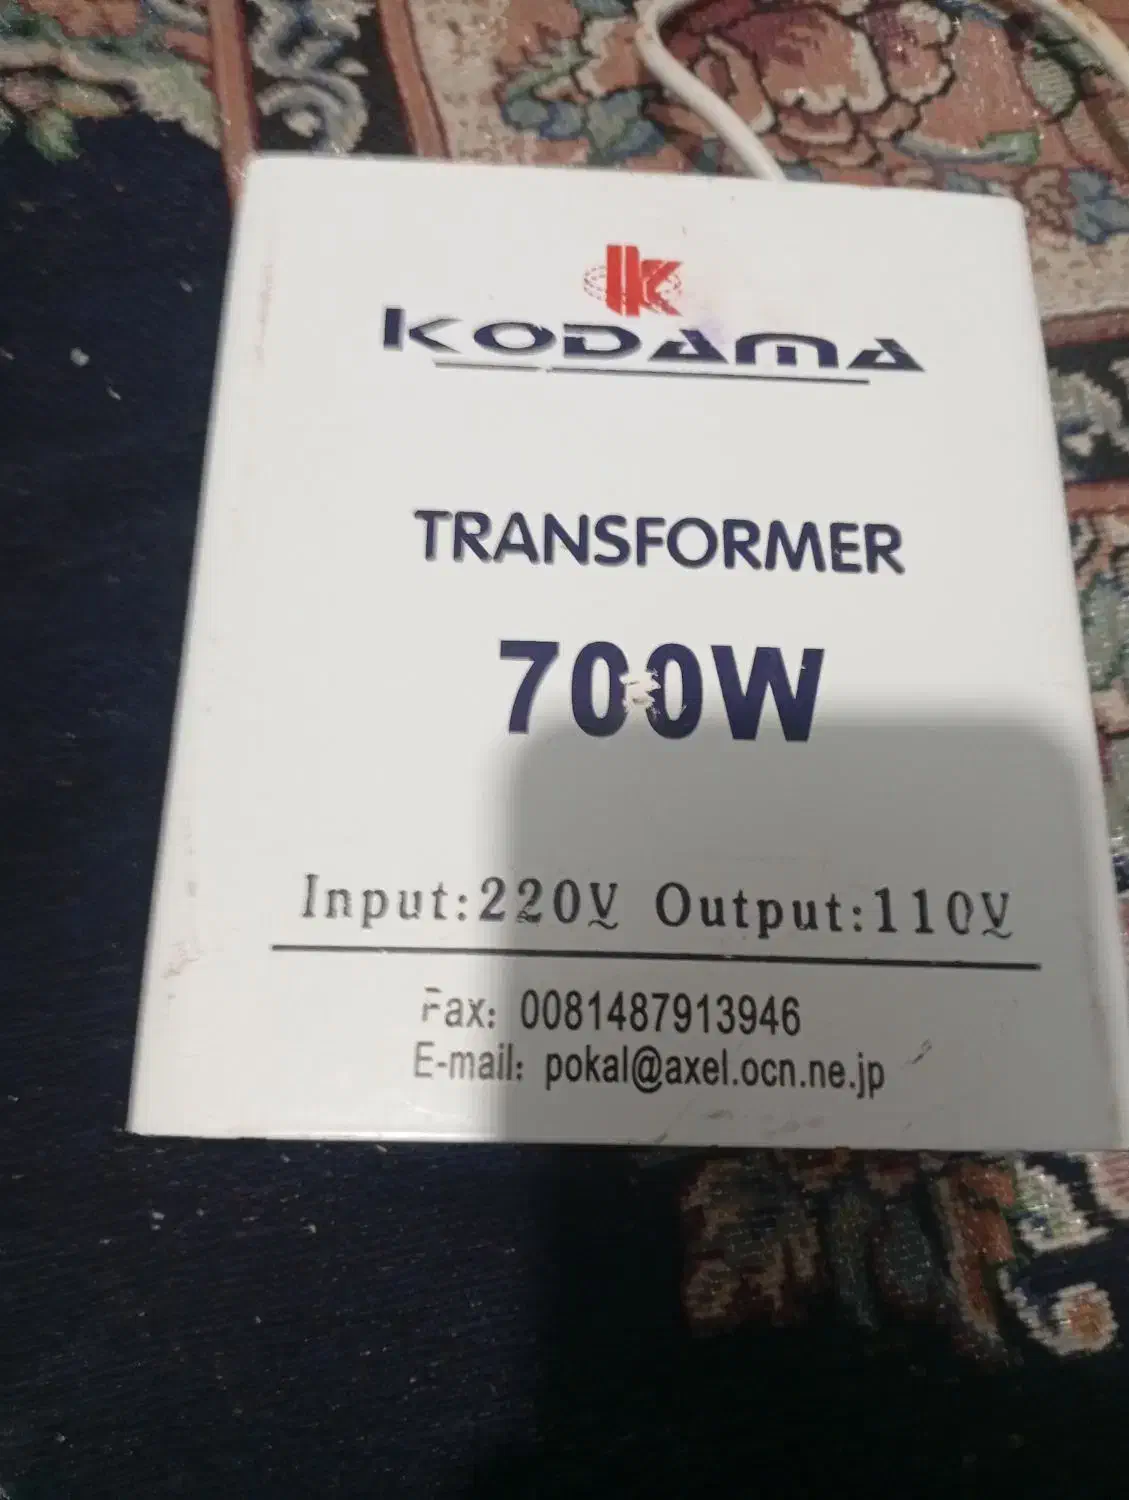 K
KODAMA
TRANSFORMER
700W
Input:220V Output:110V
Fax: 0081487913946
E-mail: pokal@axel.ocn.ne.jp